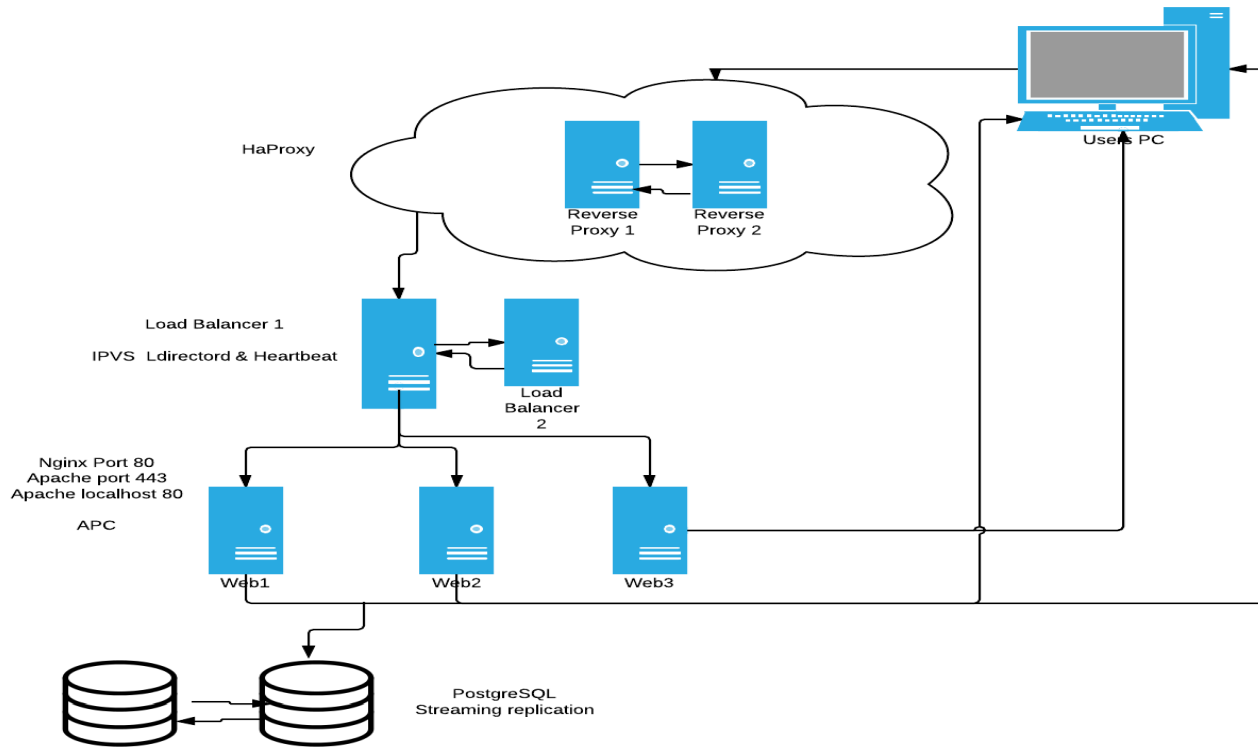 Users PC
HaProxy
Reverse
Proxy 1
Reverse
Proxy 2
Load Balancer 1
IPVS Ldirectord & Heartbeat
Load
Balancer
2
Nginx Port 80
Apache port 443
Apache localhost 80
APC
Web1
Web2
Web3
PostgreSQL
Streaming replication